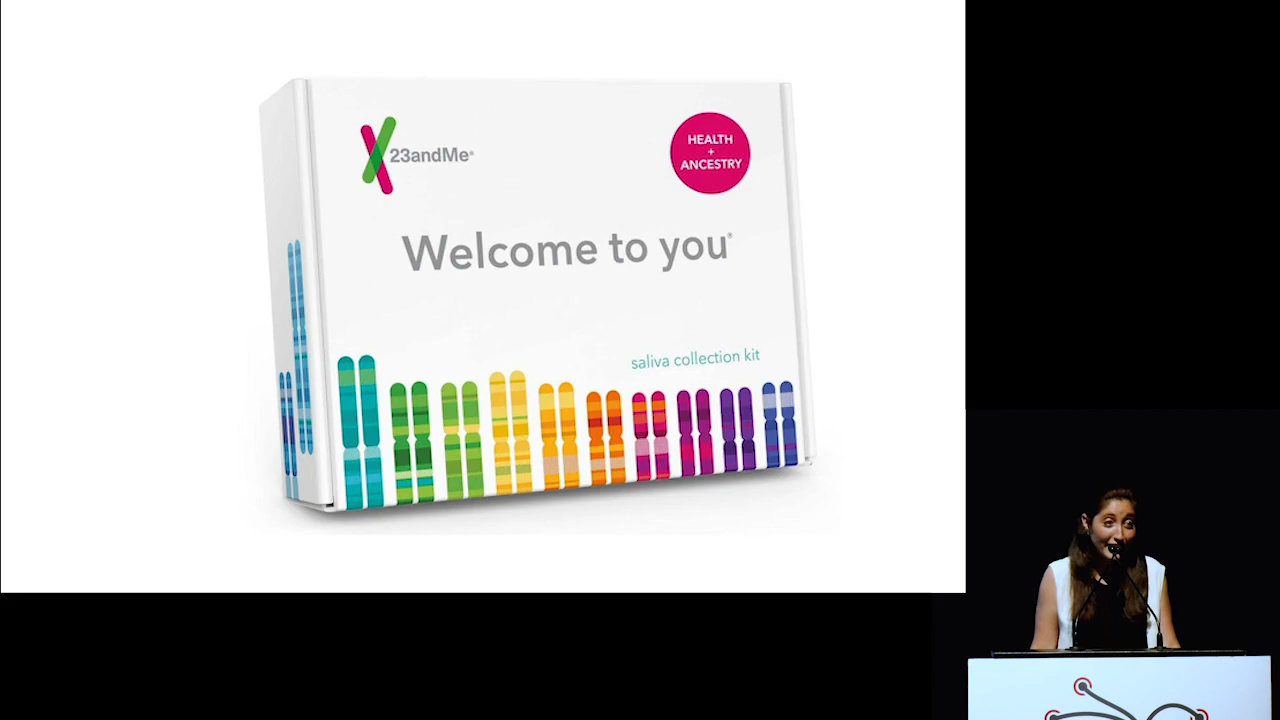 23andMe®
HEALTH
+
ANCESTRY
Welcome to you®
saliva collection kit